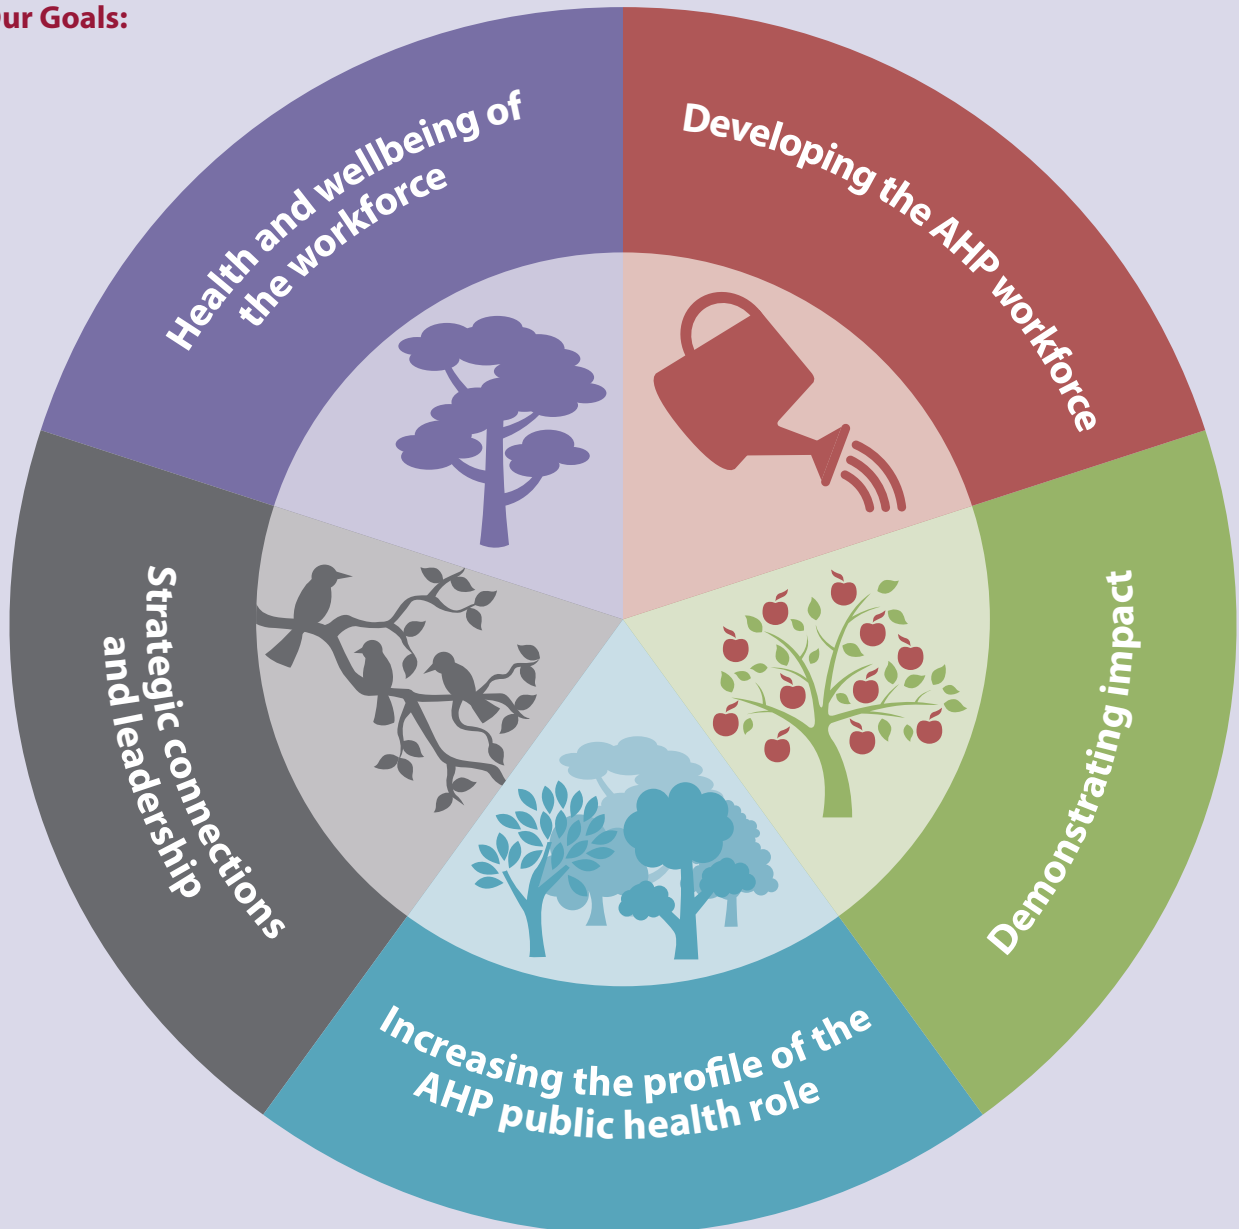 ur Goals:
Developing the AHP workforce
Demonstrating impact
Increasing the profile of the
AHP public health role
Strategic connections
and leadership
Health and wellbeing of
the workforce